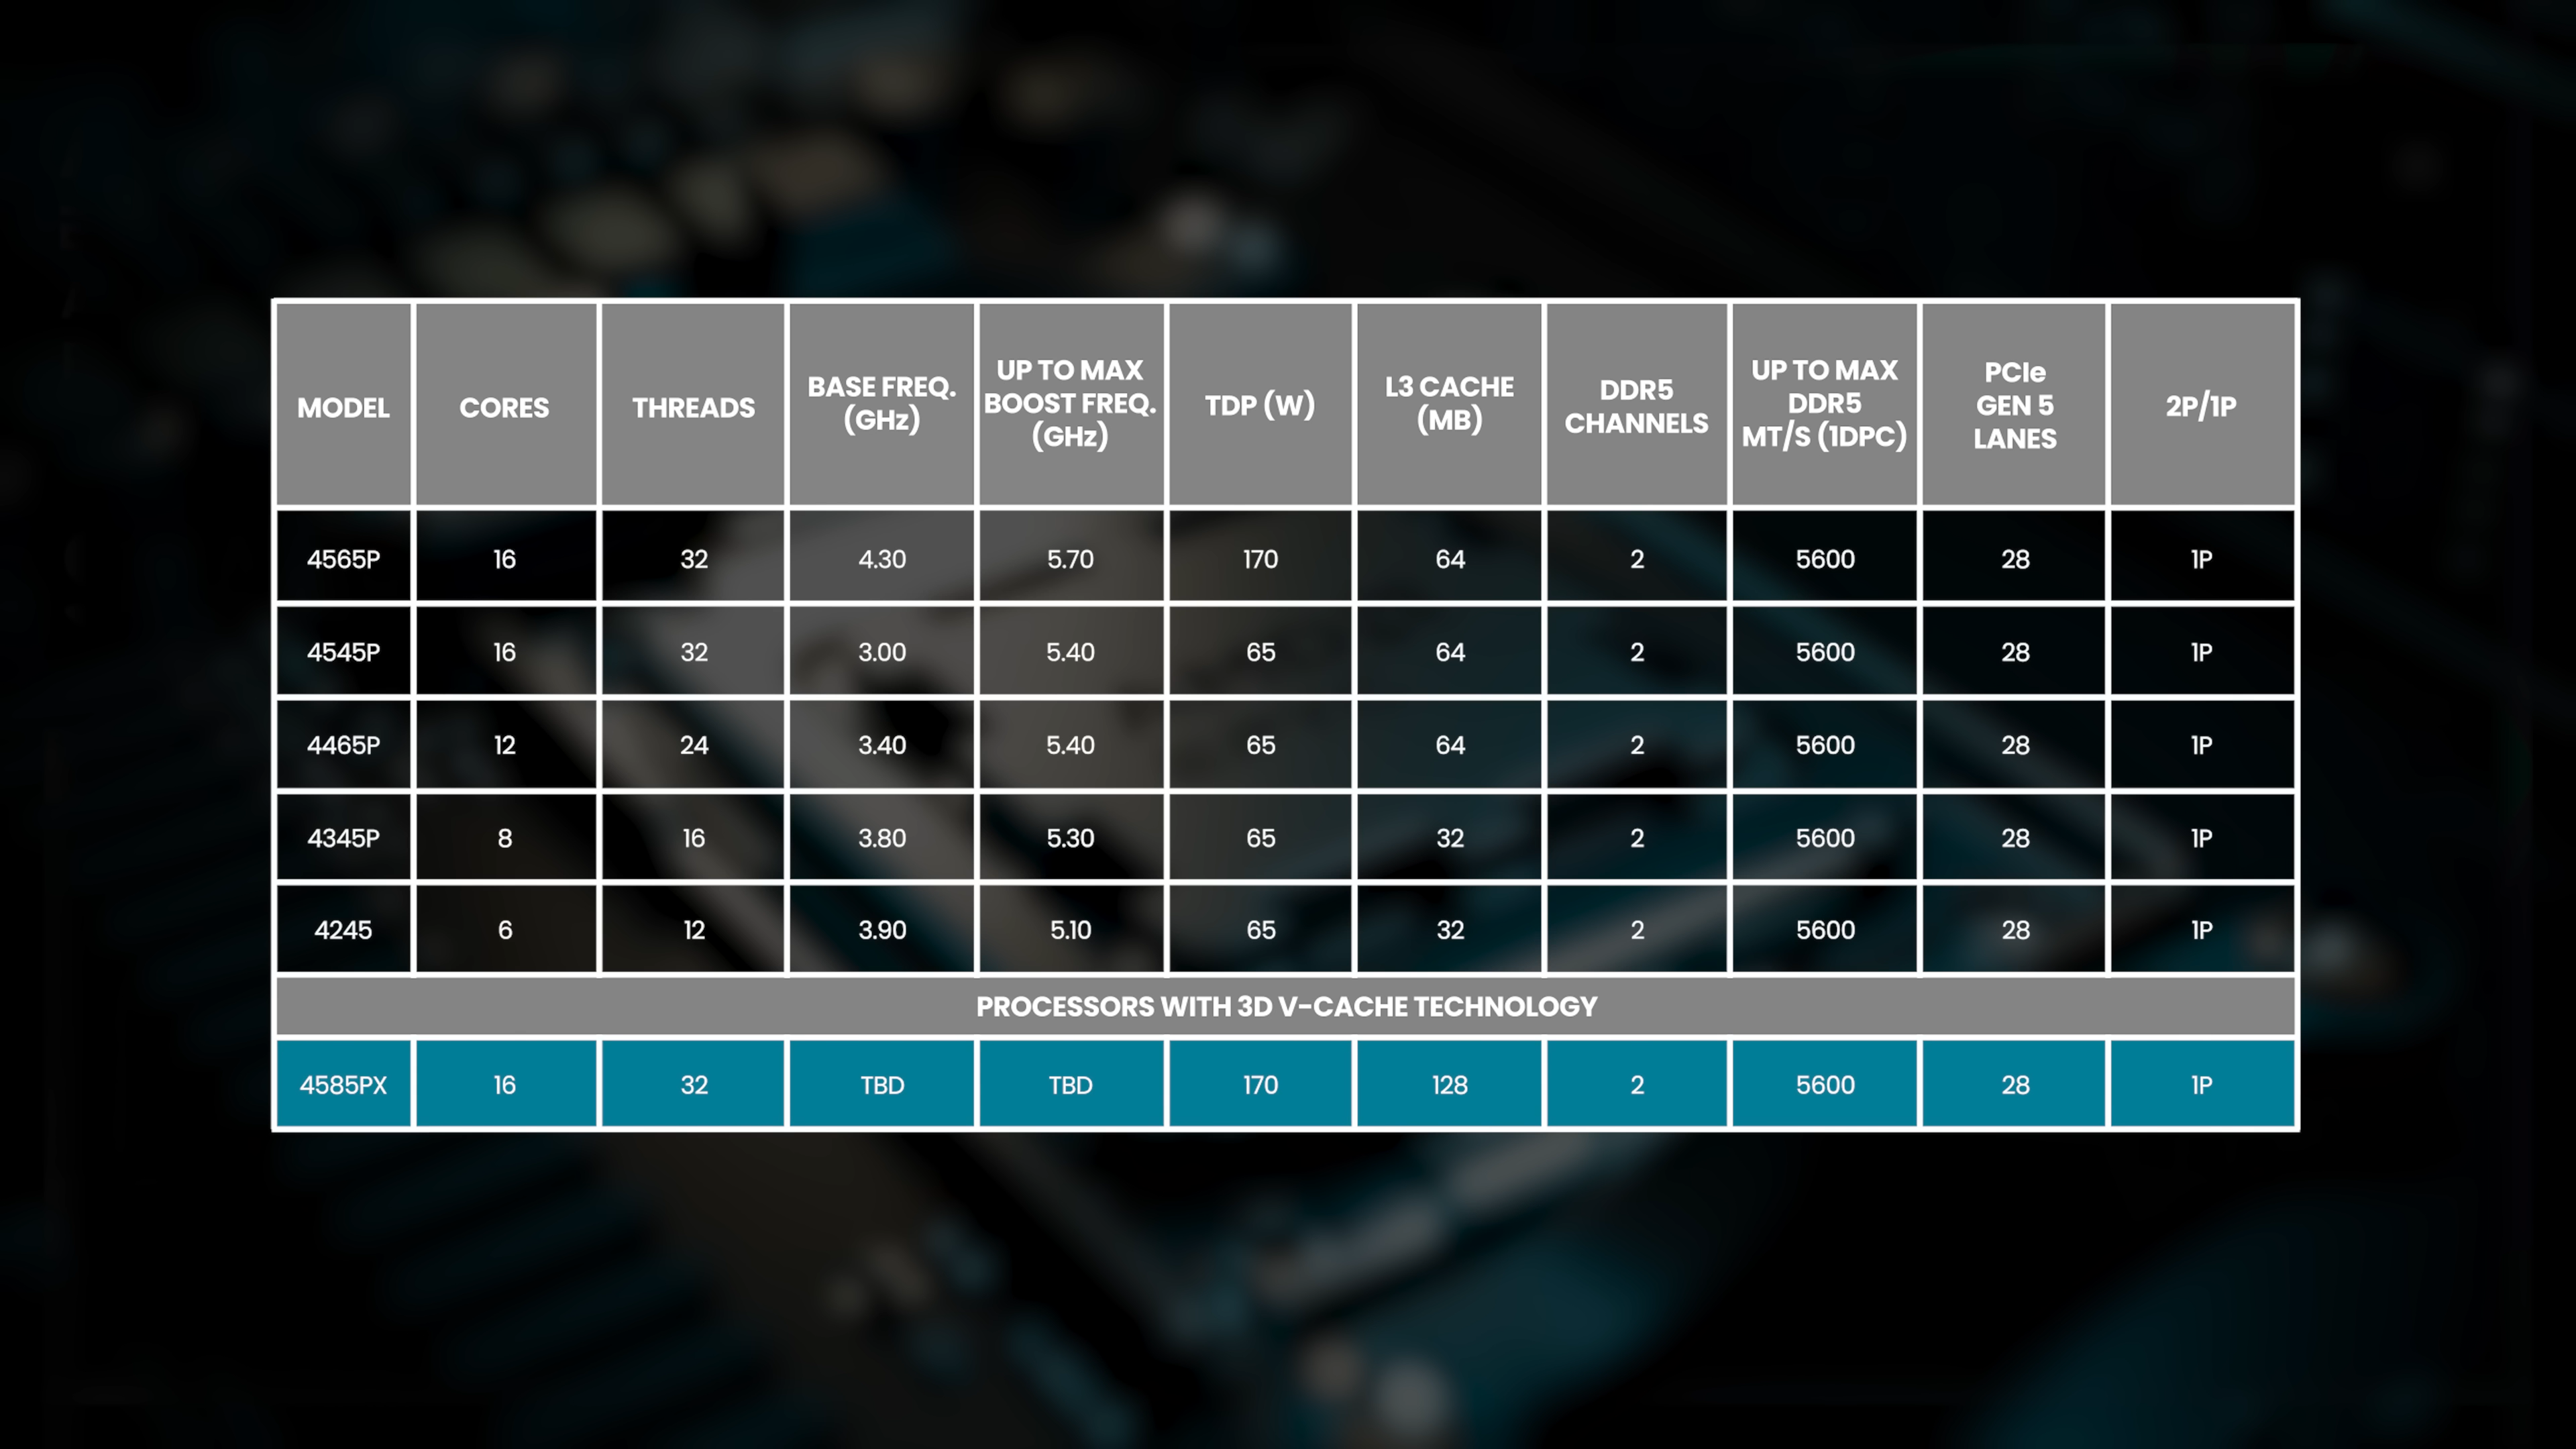 MODEL CORES THREADS BASE FREQ. (GHz) UP TO MAX BOOST FREQ. (GHz) TDP (W) L3 CACHE (MB) DDR5 CHANNELS UP TO MAX DDR5 MT/S (1DPC) PCIe GEN 5 LANES 2P/1P
4565P 16 32 4.30 5.70 170 64 2 5600 28 1P
4545P 16 32 3.00 5.40 65 64 2 5600 28 1P
4465P 12 24 3.40 5.40 65 64 2 5600 28 1P
4345P 8 16 3.80 5.30 65 32 2 5600 28 1P
4245 6 12 3.90 5.10 65 32 2 5600 28 1P
PROCESSORS WITH 3D V-CACHE TECHNOLOGY
4585PX 16 32 TBD TBD 170 128 2 5600 28 1P